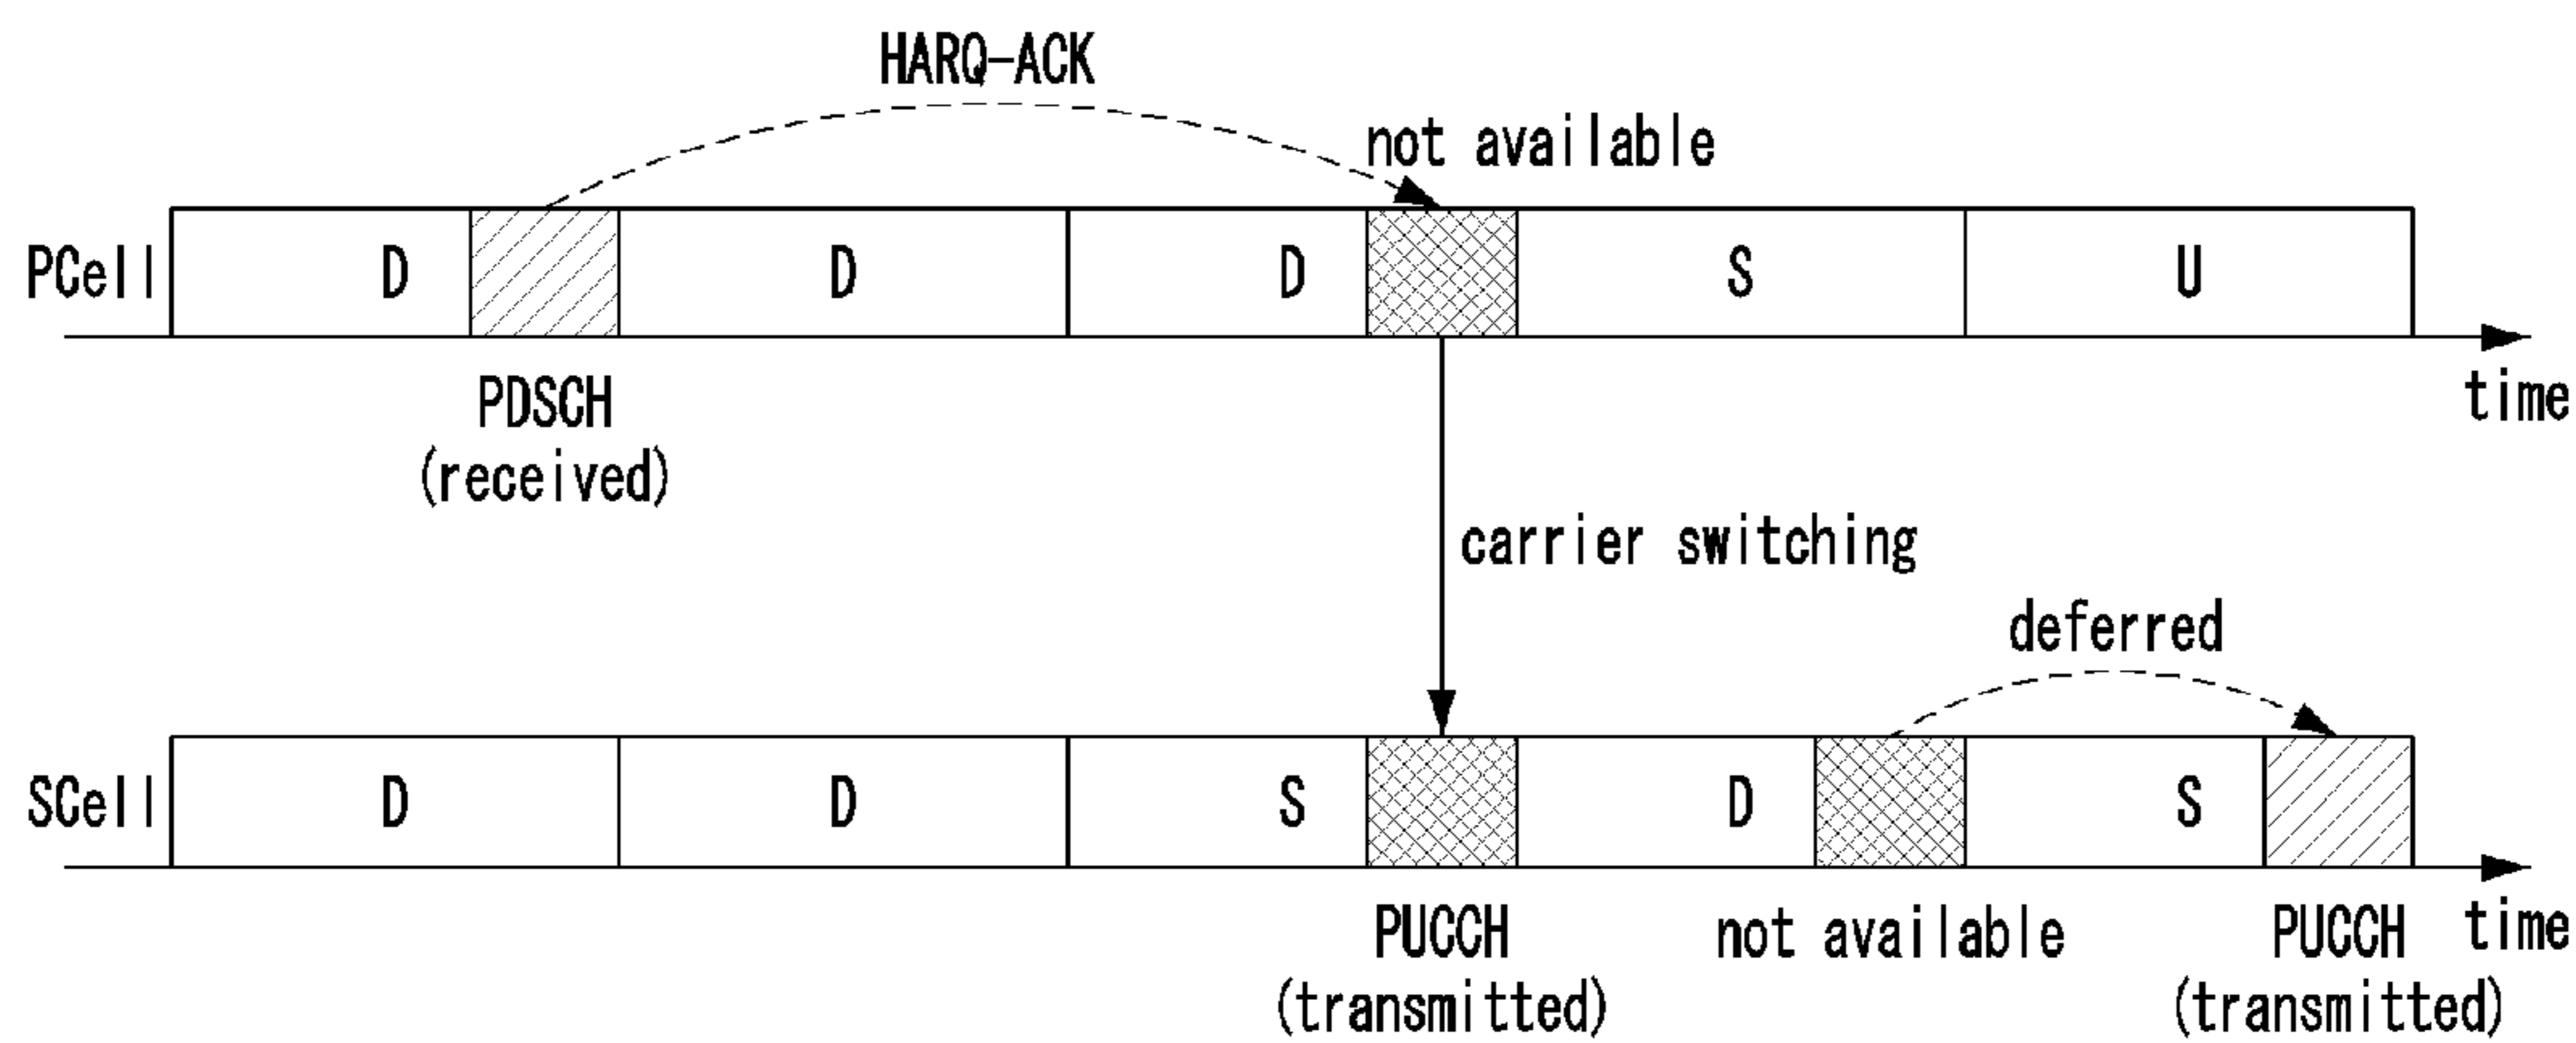 HARQ-ACK
not available
PCell D D D S U
time
PDSCH
(received)
carrier switching
deferred
SCell D D S D S
time
PUCCH not available PUCCH
(transmitted) (transmitted)